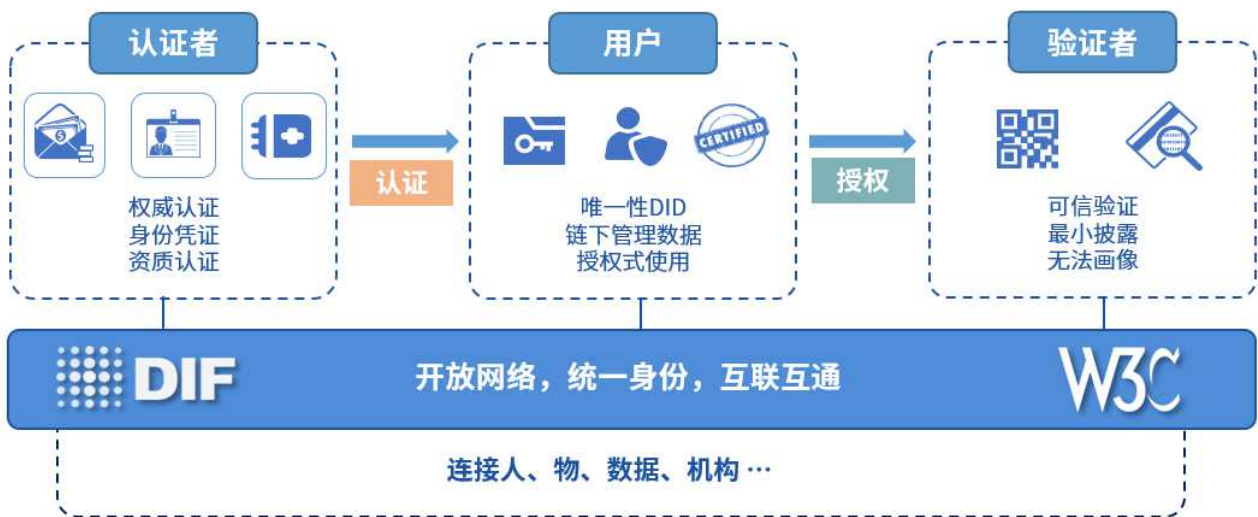 认证者
权威认证
身份凭证
资质认证
认证
用户
CERTIFIED
唯一性DID
链下管理数据
授权式使用
授权
验证者
可信验证
最小披露
无法画像
DIF
开放网络，统一身份，互联互通
W3C
连接人、物、数据、机构 …